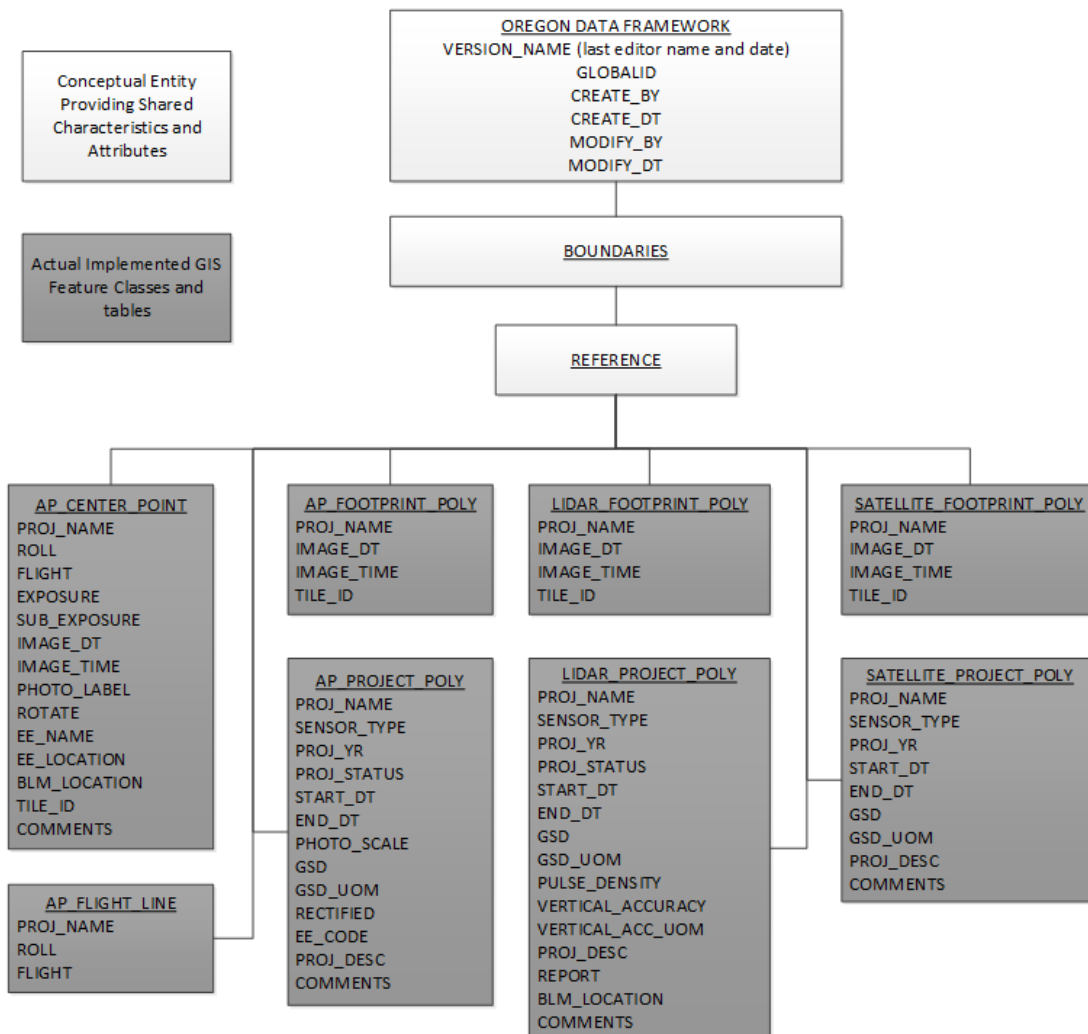 OREGON DATA FRAMEWORK
VERSION_NAME (last editor name and date)
GLOBALID
CREATE_BY
CREATE_DT
MODIFY_BY
MODIFY_DT
Conceptual Entity
Providing Shared
Characteristics and
Attributes
BOUNDARIES
Actual Implemented GIS
Feature Classes and
tables
REFERENCE
AP_CENTER_POINT
PROJ_NAME
ROLL
FLIGHT
EXPOSURE
SUB_EXPOSURE
IMAGE_DT
IMAGE_TIME
PHOTO_LABEL
ROTATE
EE_NAME
EE_LOCATION
BLM_LOCATION
TILE_ID
COMMENTS
AP_FOOTPRINT_POLY
PROJ_NAME
IMAGE_DT
IMAGE_TIME
TILE_ID
LIDAR_FOOTPRINT_POLY
PROJ_NAME
IMAGE_DT
IMAGE_TIME
TILE_ID
SATELLITE_FOOTPRINT_POLY
PROJ_NAME
IMAGE_DT
IMAGE_TIME
TILE_ID
AP_FLIGHT_LINE
PROJ_NAME
ROLL
FLIGHT
AP_PROJECT_POLY
PROJ_NAME
SENSOR_TYPE
PROJ_YR
PROJ_STATUS
START_DT
END_DT
PHOTO_SCALE
GSD
GSD_UOM
RECTIFIED
EE_CODE
PROJ_DESC
COMMENTS
LIDAR_PROJECT_POLY
PROJ_NAME
SENSOR_TYPE
PROJ_YR
PROJ_STATUS
START_DT
END_DT
GSD
GSD_UOM
PULSE_DENSITY
VERTICAL_ACCURACY
VERTICAL_ACC_UOM
PROJ_DESC
REPORT
BLM_LOCATION
COMMENTS
SATELLITE_PROJECT_POLY
PROJ_NAME
SENSOR_TYPE
PROJ_YR
START_DT
END_DT
GSD
GSD_UOM
PROJ_DESC
COMMENTS